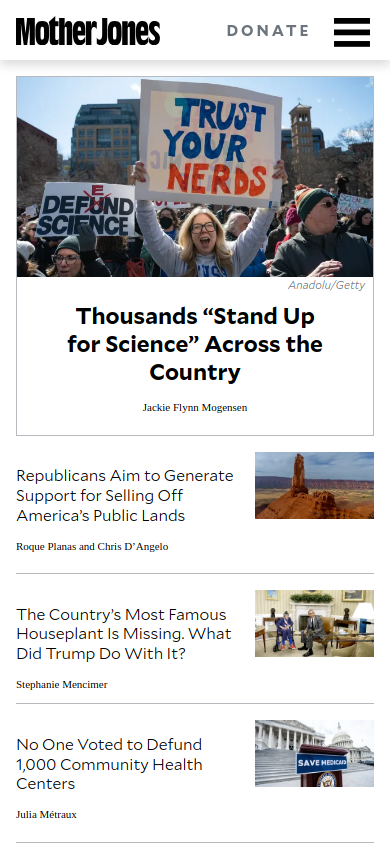 Mother Jones
DONATE
TRUST
YOUR
NERDS
DEFEND
SCIENCE
Anadolu/Getty
Thousands “Stand Up
for Science” Across the
Country
Jackie Flynn Mogensen
Republicans Aim to Generate
Support for Selling Off
America’s Public Lands
Roque Planas and Chris D’Angelo
The Country’s Most Famous
Houseplant Is Missing. What
Did Trump Do With It?
Stephanie Mencimer
No One Voted to Defund
1,000 Community Health
Centers
SAVE MEDICAID
Julia Métraux